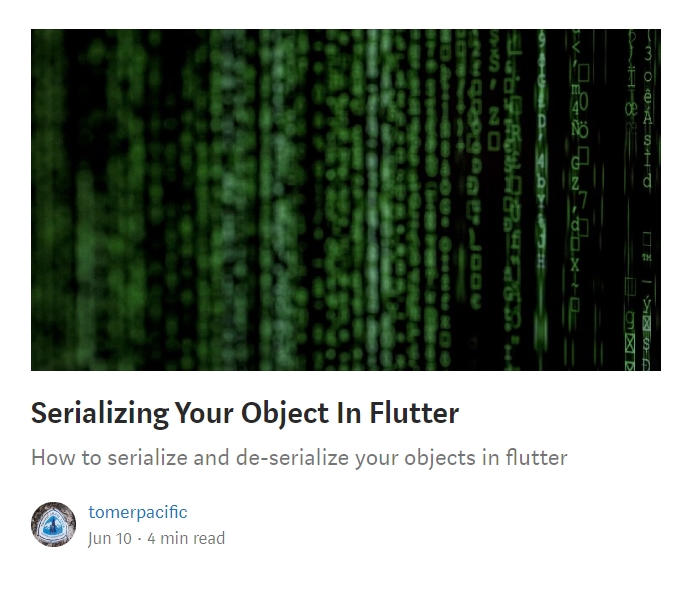 Serializing Your Object In Flutter
How to serialize and de-serialize your objects in flutter
tomerpacific
Jun 10 · 4 min read